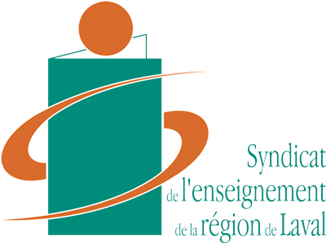 Syndicat
de l'enseignement
de la région de Laval